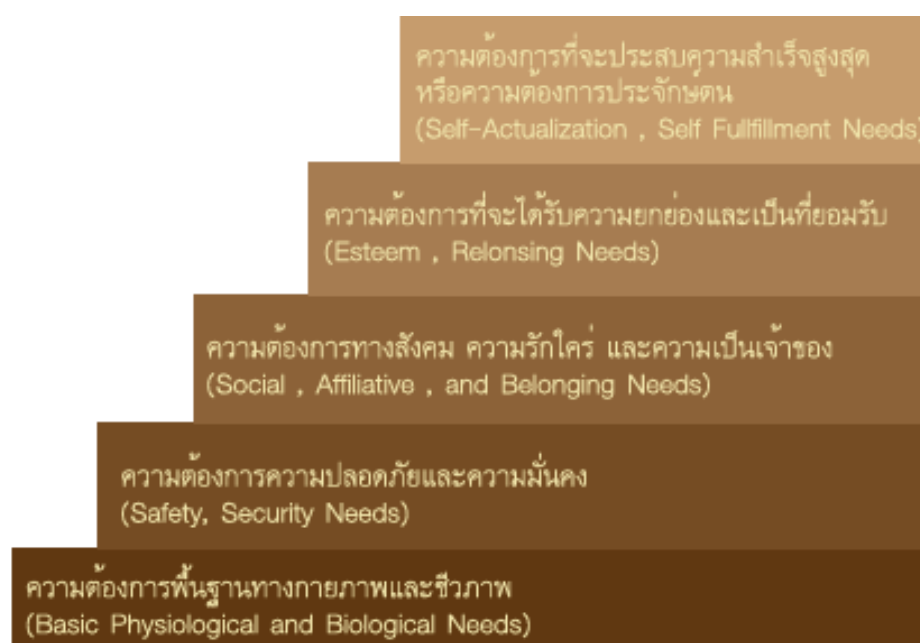 ความต้องการที่จะประสบความสำเร็จสูงสุด
หรือความต้องการประจักษ์ตน
(Self-Actualization , Self Fullfillment Needs)
ความต้องการที่จะได้รับความยกย่องและเป็นที่ยอมรับ
(Esteem , Relonsing Needs)
ความต้องการทางสังคม ความรักใคร่ และความเป็นเจ้าของ
(Social , Affiliative , and Belonging Needs)
ความต้องการความปลอดภัยและความมั่นคง
(Safety, Security Needs)
ความต้องการพื้นฐานทางกายภาพและชีวภาพ
(Basic Physiological and Biological Needs)